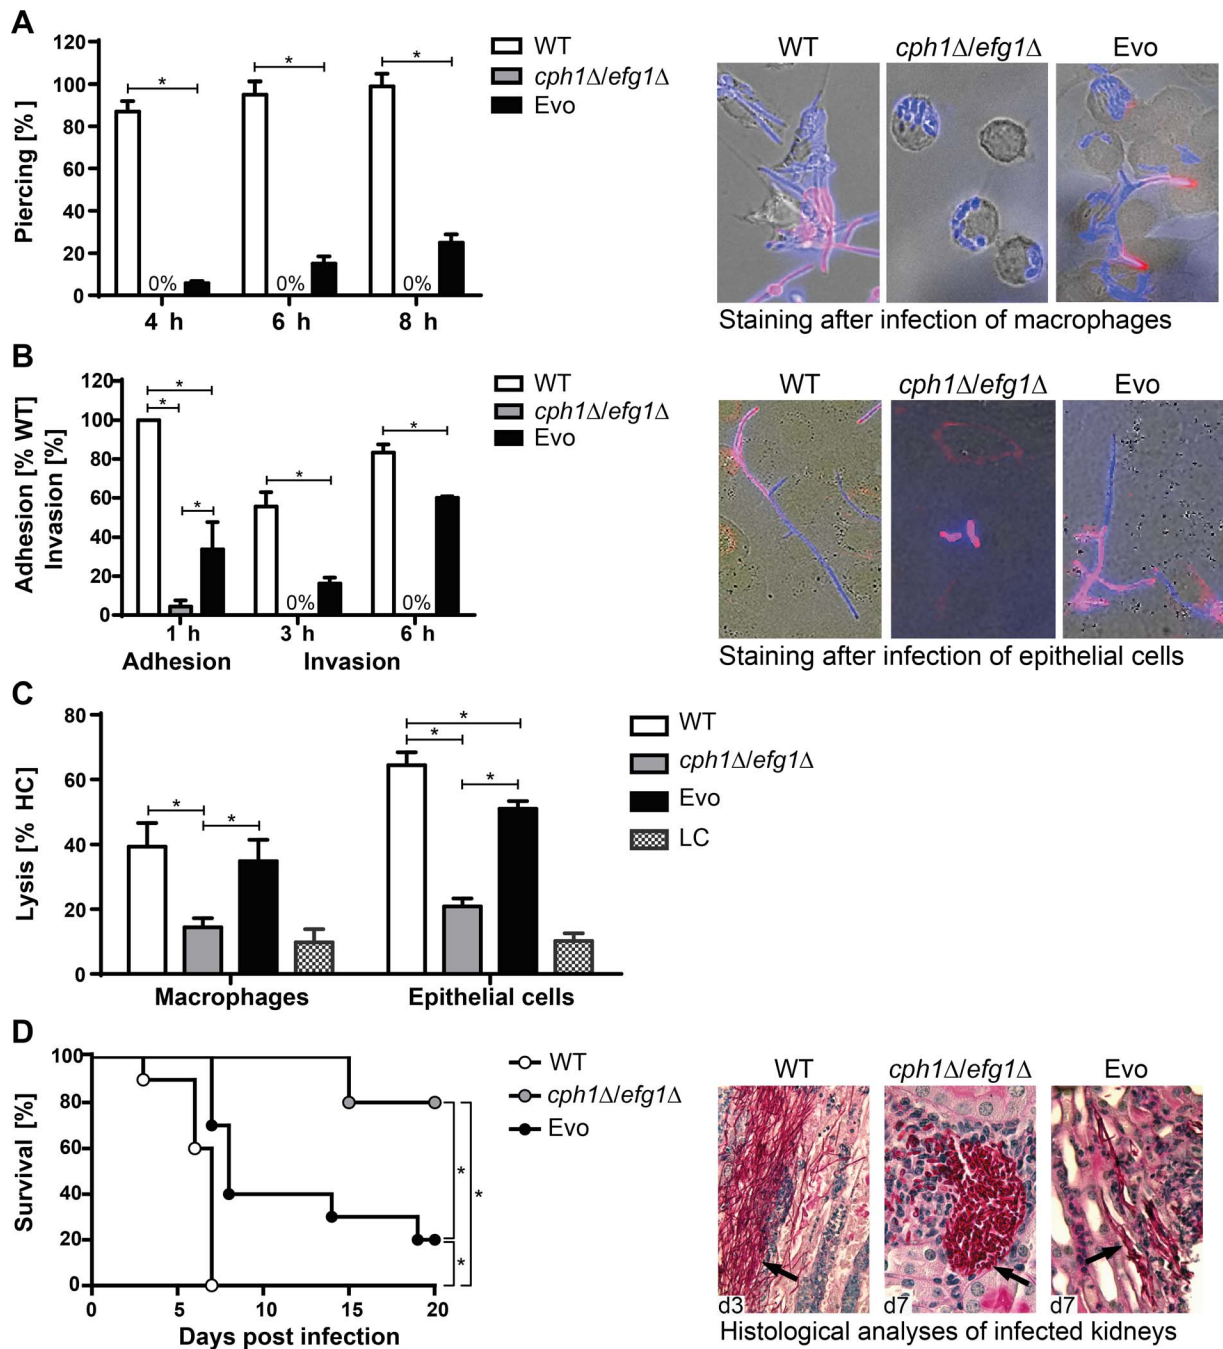 A
120
100
80
60
40
20
0
Piercing [%]
* * *
0% 0% 0%
4 h 6 h 8 h
WT
cph1Δ/efg1Δ
Evo
WT cph1Δ/efg1Δ Evo
Staining after infection of macrophages
B
120
100
80
60
40
20
0
Adhesion [% WT]
Invasion [%]
* * * * *
0% 0%
1 h 3 h 6 h
Adhesion Invasion
WT
cph1Δ/efg1Δ
Evo
WT cph1Δ/efg1Δ Evo
Staining after infection of epithelial cells
C
80
60
40
20
0
Lysis [% HC]
* * * * *
Macrophages Epithelial cells
WT
cph1Δ/efg1Δ
Evo
LC
D
100
80
60
40
20
0
Survival [%]
0 5 10 15 20
Days post infection
WT
cph1Δ/efg1Δ
Evo
* * *
WT cph1Δ/efg1Δ Evo
d3 d7 d7
Histological analyses of infected kidneys